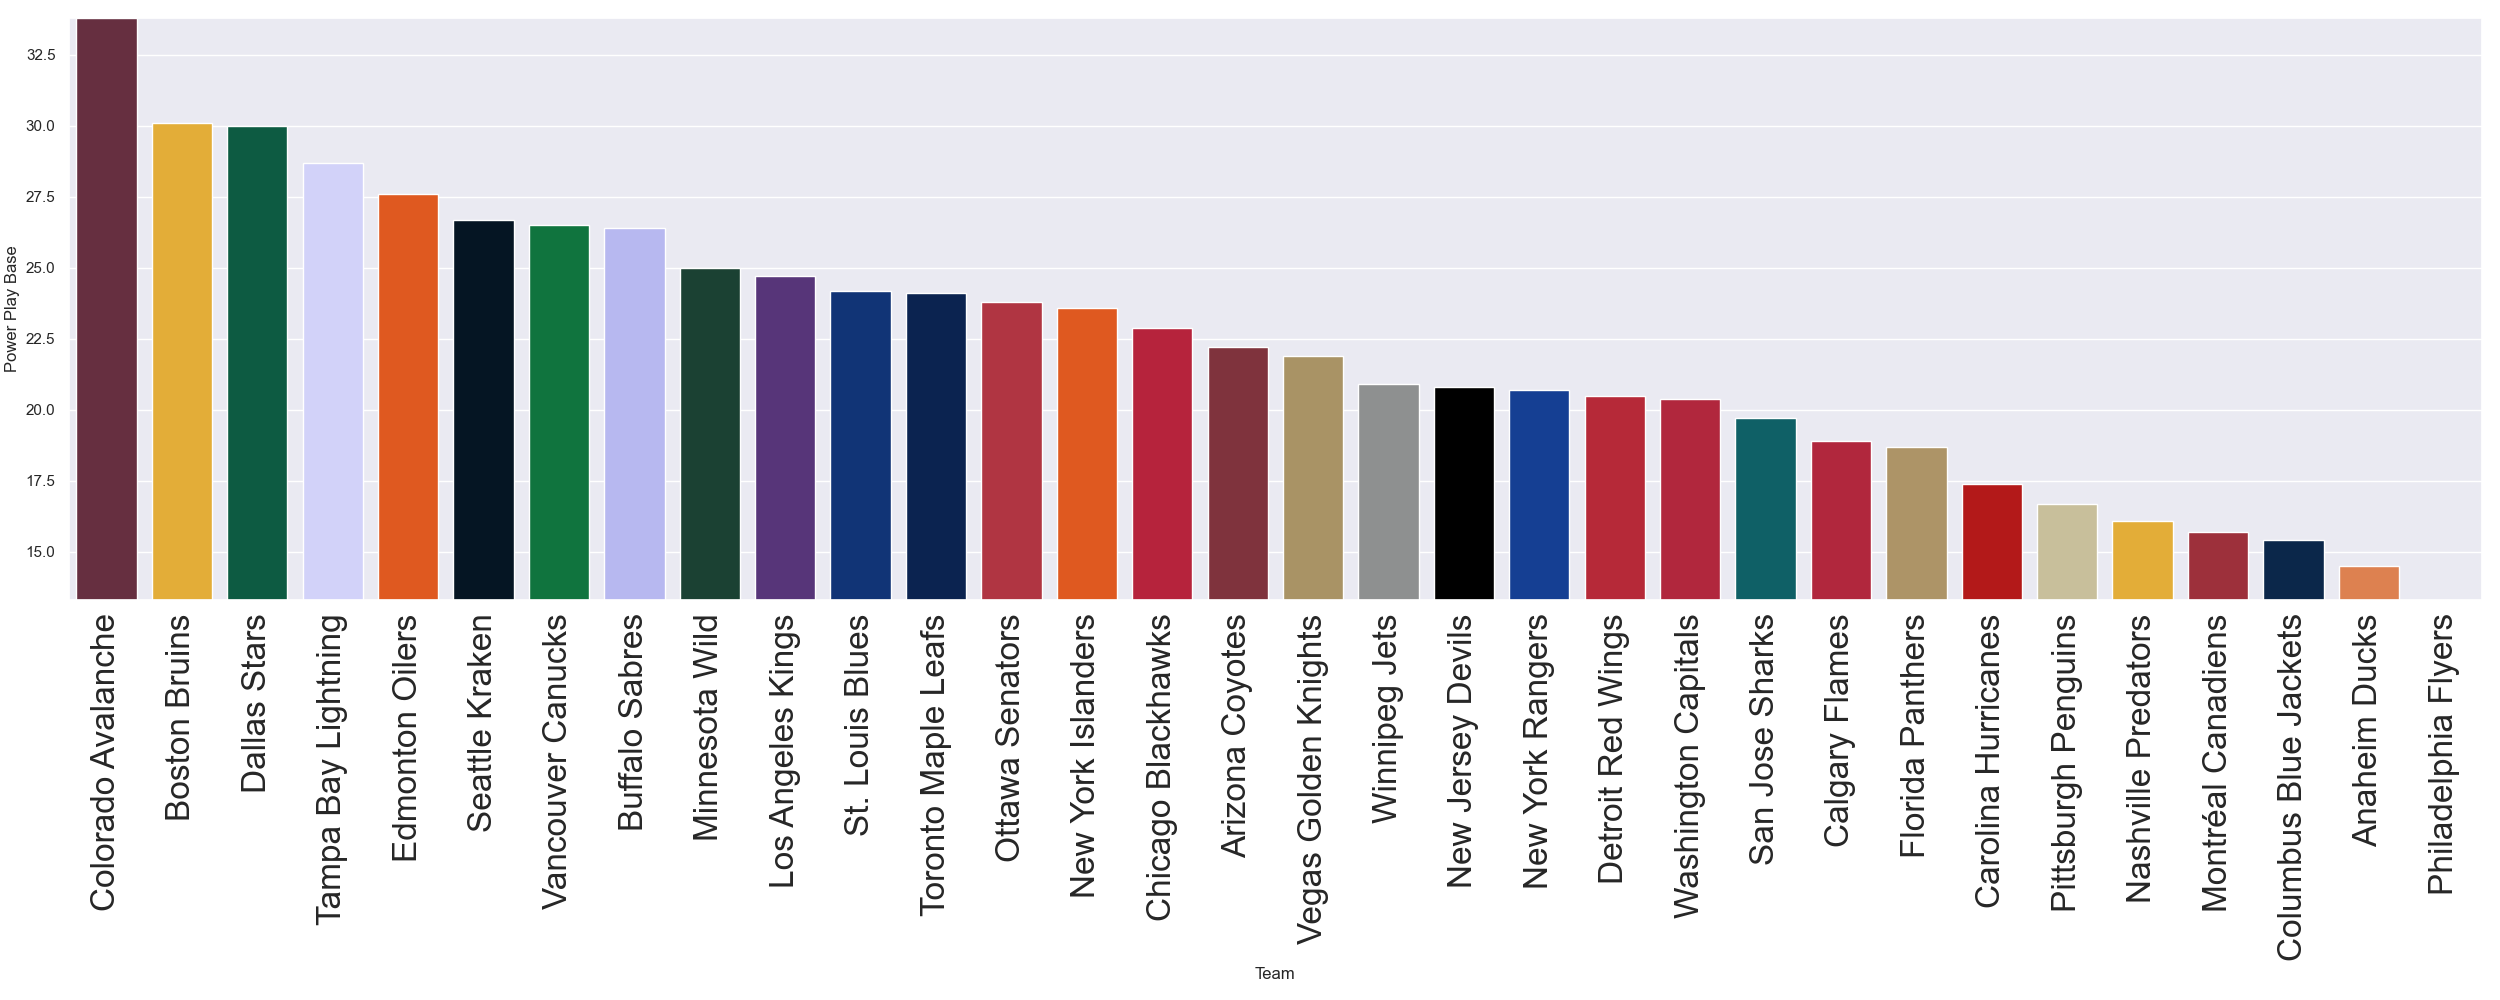 32.5
30.0
27.5
25.0
22.5
20.0
17.5
15.0
Power Play Base
Colorado Avalanche
Boston Bruins
Dallas Stars
Tampa Bay Lightning
Edmonton Oilers
Seattle Kraken
Vancouver Canucks
Buffalo Sabres
Minnesota Wild
Los Angeles Kings
St. Louis Blues
Toronto Maple Leafs
Ottawa Senators
New York Islanders
Chicago Blackhawks
Arizona Coyotes
Vegas Golden Knights
Winnipeg Jets
New Jersey Devils
New York Rangers
Detroit Red Wings
Washington Capitals
San Jose Sharks
Calgary Flames
Florida Panthers
Carolina Hurricanes
Pittsburgh Penguins
Nashville Predators
Montréal Canadiens
Columbus Blue Jackets
Anaheim Ducks
Philadelphia Flyers
Team